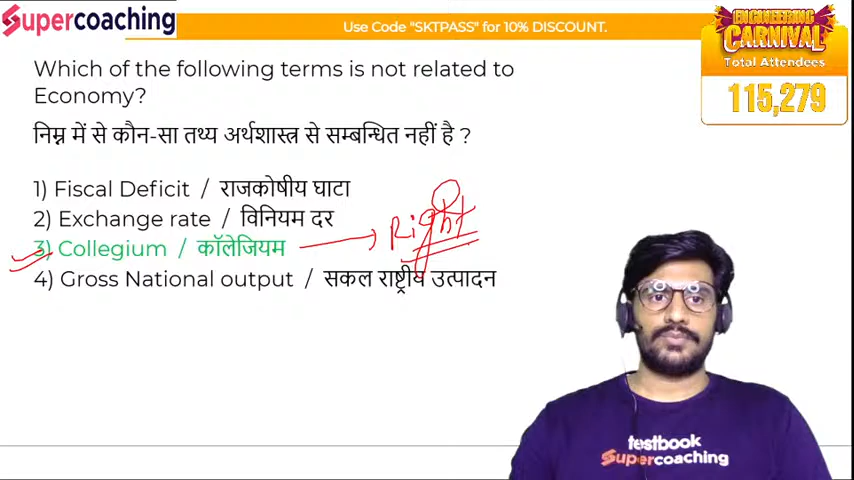 Supercoaching
Use Code "SKTPASS" for 10% DISCOUNT.
ENGINEERING
CARNIVAL
Total Attendees
115,279
Which of the following terms is not related to
Economy?
निम्न में से कौन-सा तथ्य अर्थशास्त्र से सम्बन्धित नहीं है ?
1) Fiscal Deficit / राजकोषीय घाटा
2) Exchange rate / विनियम दर
3) Collegium / कॉलेजियम
Right
4) Gross National output / सकल राष्ट्रीय उत्पादन
testbook
Supercoaching